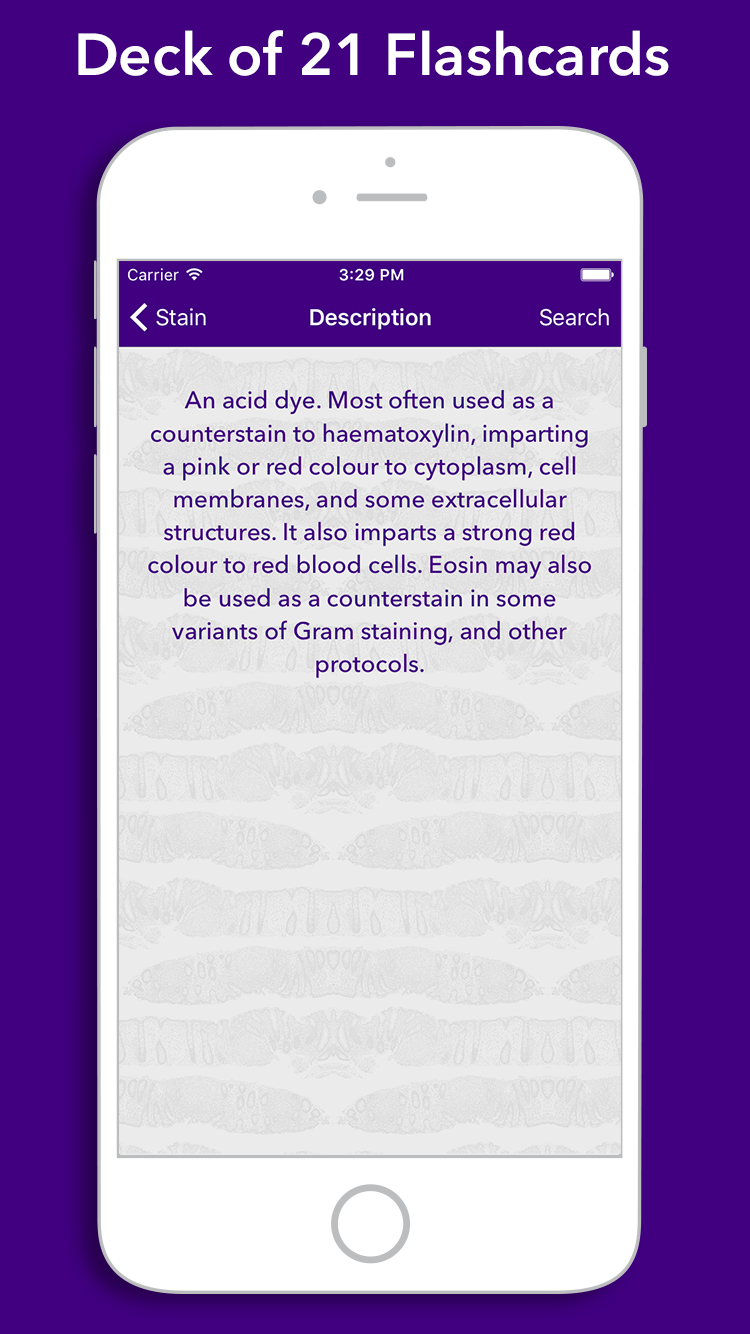 Deck of 21 Flashcards
Carrier 3:29 PM
Stain Description Search
An acid dye. Most often used as a
counterstain to haematoxylin, imparting
a pink or red colour to cytoplasm, cell
membranes, and some extracellular
structures. It also imparts a strong red
colour to red blood cells. Eosin may also
be used as a counterstain in some
variants of Gram staining, and other
protocols.